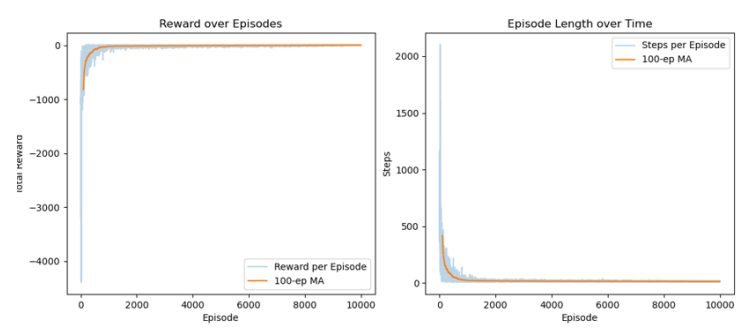 Reward over Episodes
0
−1000
−2000
−3000
−4000
Total Reward
0 2000 4000 6000 8000 10000
Episode
Reward per Episode
100-ep MA
Episode Length over Time
2000
1500
1000
500
0
Steps
0 2000 4000 6000 8000 10000
Episode
Steps per Episode
100-ep MA